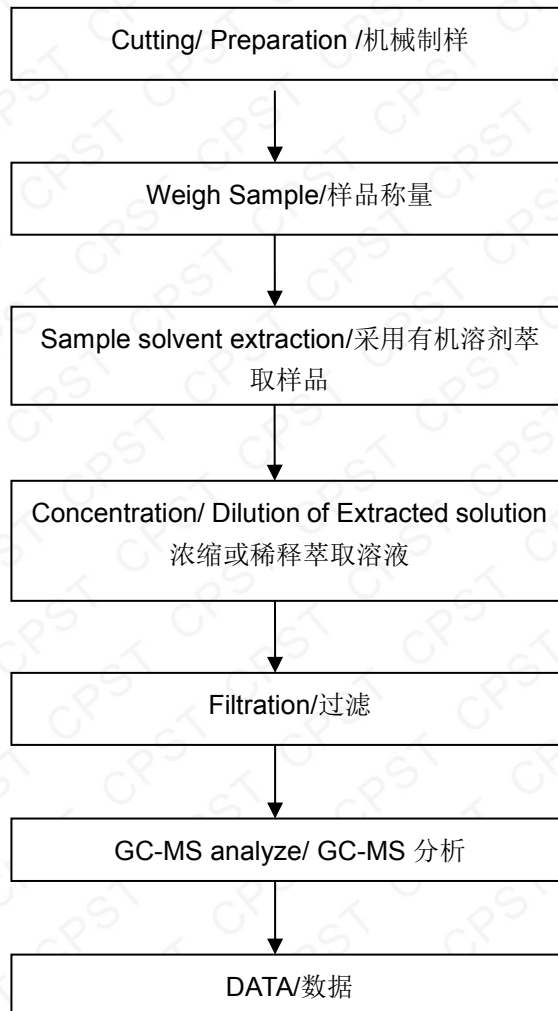 Cutting/ Preparation /机械制样
Weigh Sample/样品称量
Sample solvent extraction/采用有机溶剂萃
取样品
Concentration/ Dilution of Extracted solution
浓缩或稀释萃取溶液
Filtration/过滤
GC-MS analyze/ GC-MS 分析
DATA/数据